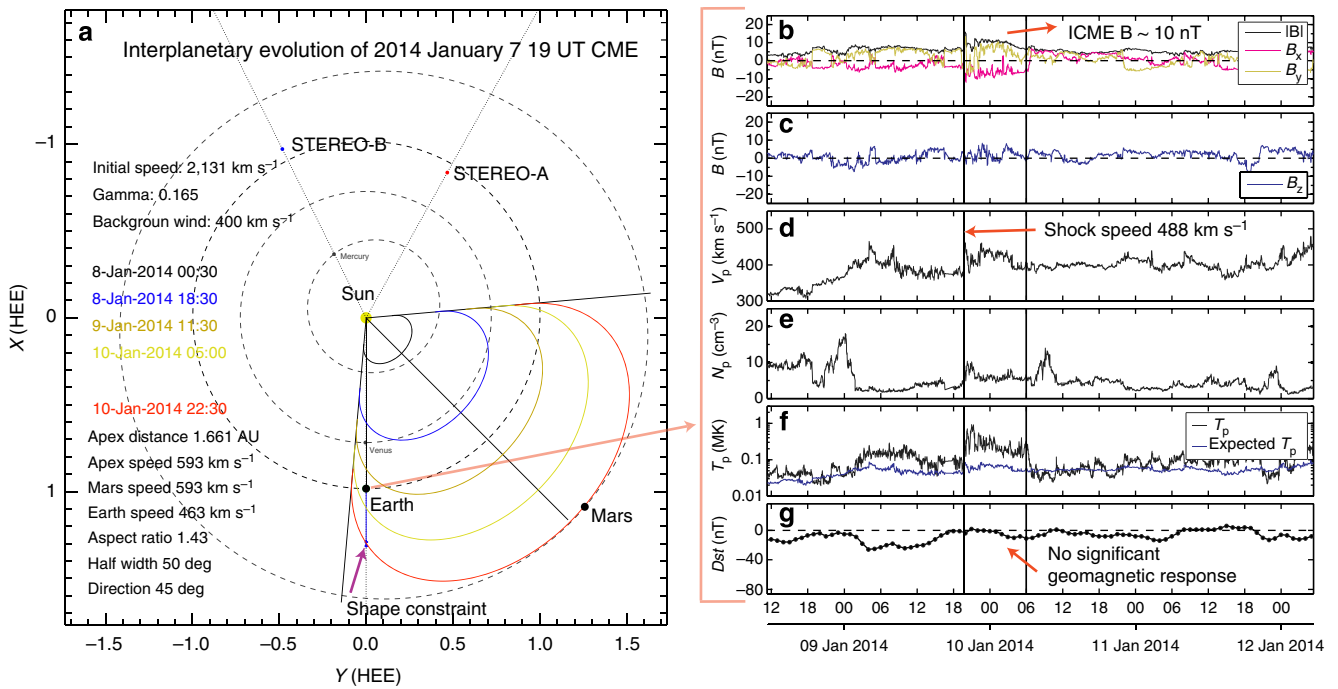 a
Interplanetary evolution of 2014 January 7 19 UT CME
STEREO-B
STEREO-A
Initial speed: 2,131 km s⁻¹
Gamma: 0.165
Backgroun wind: 400 km s⁻¹
Mercury
8-Jan-2014 00:30
Sun
8-Jan-2014 18:30
9-Jan-2014 11:30
10-Jan-2014 05:00
10-Jan-2014 22:30
Apex distance 1.661 AU
Venus
Apex speed 593 km s⁻¹
Mars speed 593 km s⁻¹
Earth
Mars
Earth speed 463 km s⁻¹
Aspect ratio 1.43
Half width 50 deg
Direction 45 deg
Shape constraint
X (HEE)
-1
0
1
−1.5 −1.0 −0.5 0.0 0.5 1.0 1.5
Y (HEE)
b
ICME B ~ 10 nT
B (nT)
20
10
0
−10
−20
IBI
Bx
By
c
B (nT)
20
10
0
−10
−20
Bz
d
Shock speed 488 km s⁻¹
Vp (km s⁻¹)
500
400
300
e
Np (cm⁻³)
20
10
0
f
Tp (MK)
1
0.1
0.01
Tp
Expected Tp
g
Dst (nT)
0
−40
−80
No significant
geomagnetic response
12 18 00 06 12 18 00 06 12 18 00 06 12 18 00
09 Jan 2014 10 Jan 2014 11 Jan 2014 12 Jan 2014